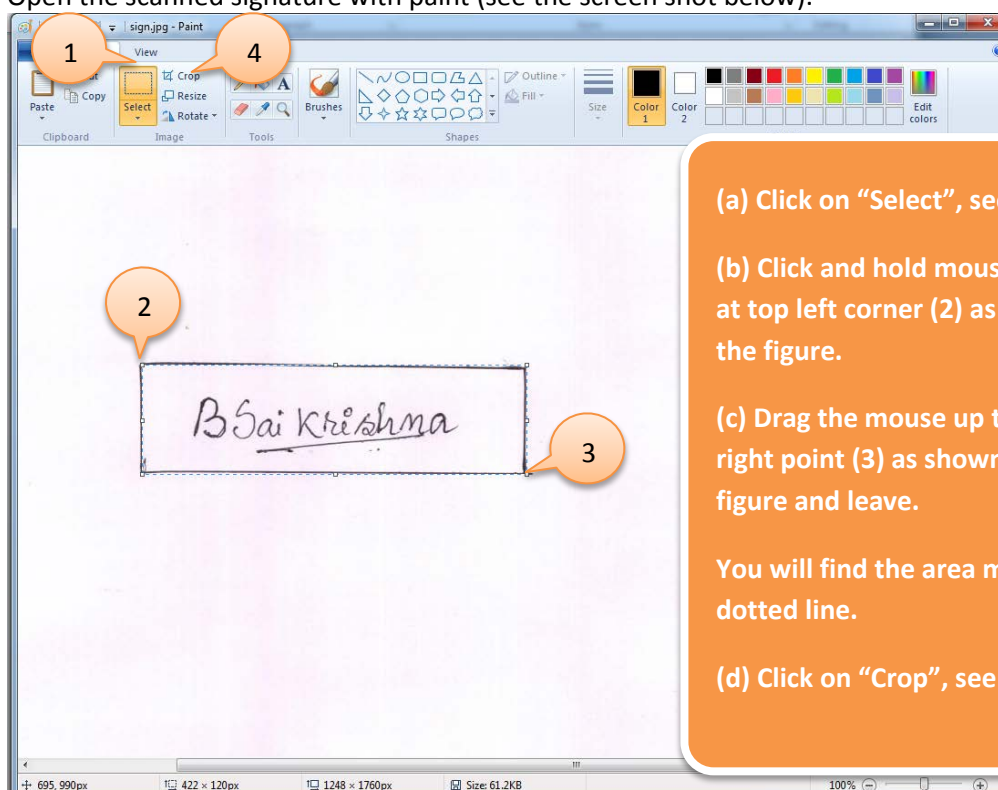 Open the scanned signature with paint (see the screen shot below).
sign.jpg - Paint
1
4
View
Paste
Copy
Select
Crop
Resize
Rotate
A
Brushes
Outline
Fill
Size
Color
1
Color
2
Edit
colors
Clipboard
Image
Tools
Shapes
(a) Click on “Select”, see
(b) Click and hold mous
at top left corner (2) as
the figure.
(c) Drag the mouse up t
right point (3) as shown
figure and leave.
You will find the area m
dotted line.
(d) Click on “Crop”, see
2
B Sai Krishna
3
695, 990px
422 × 120px
1248 × 1760px
Size: 61.2KB
100%